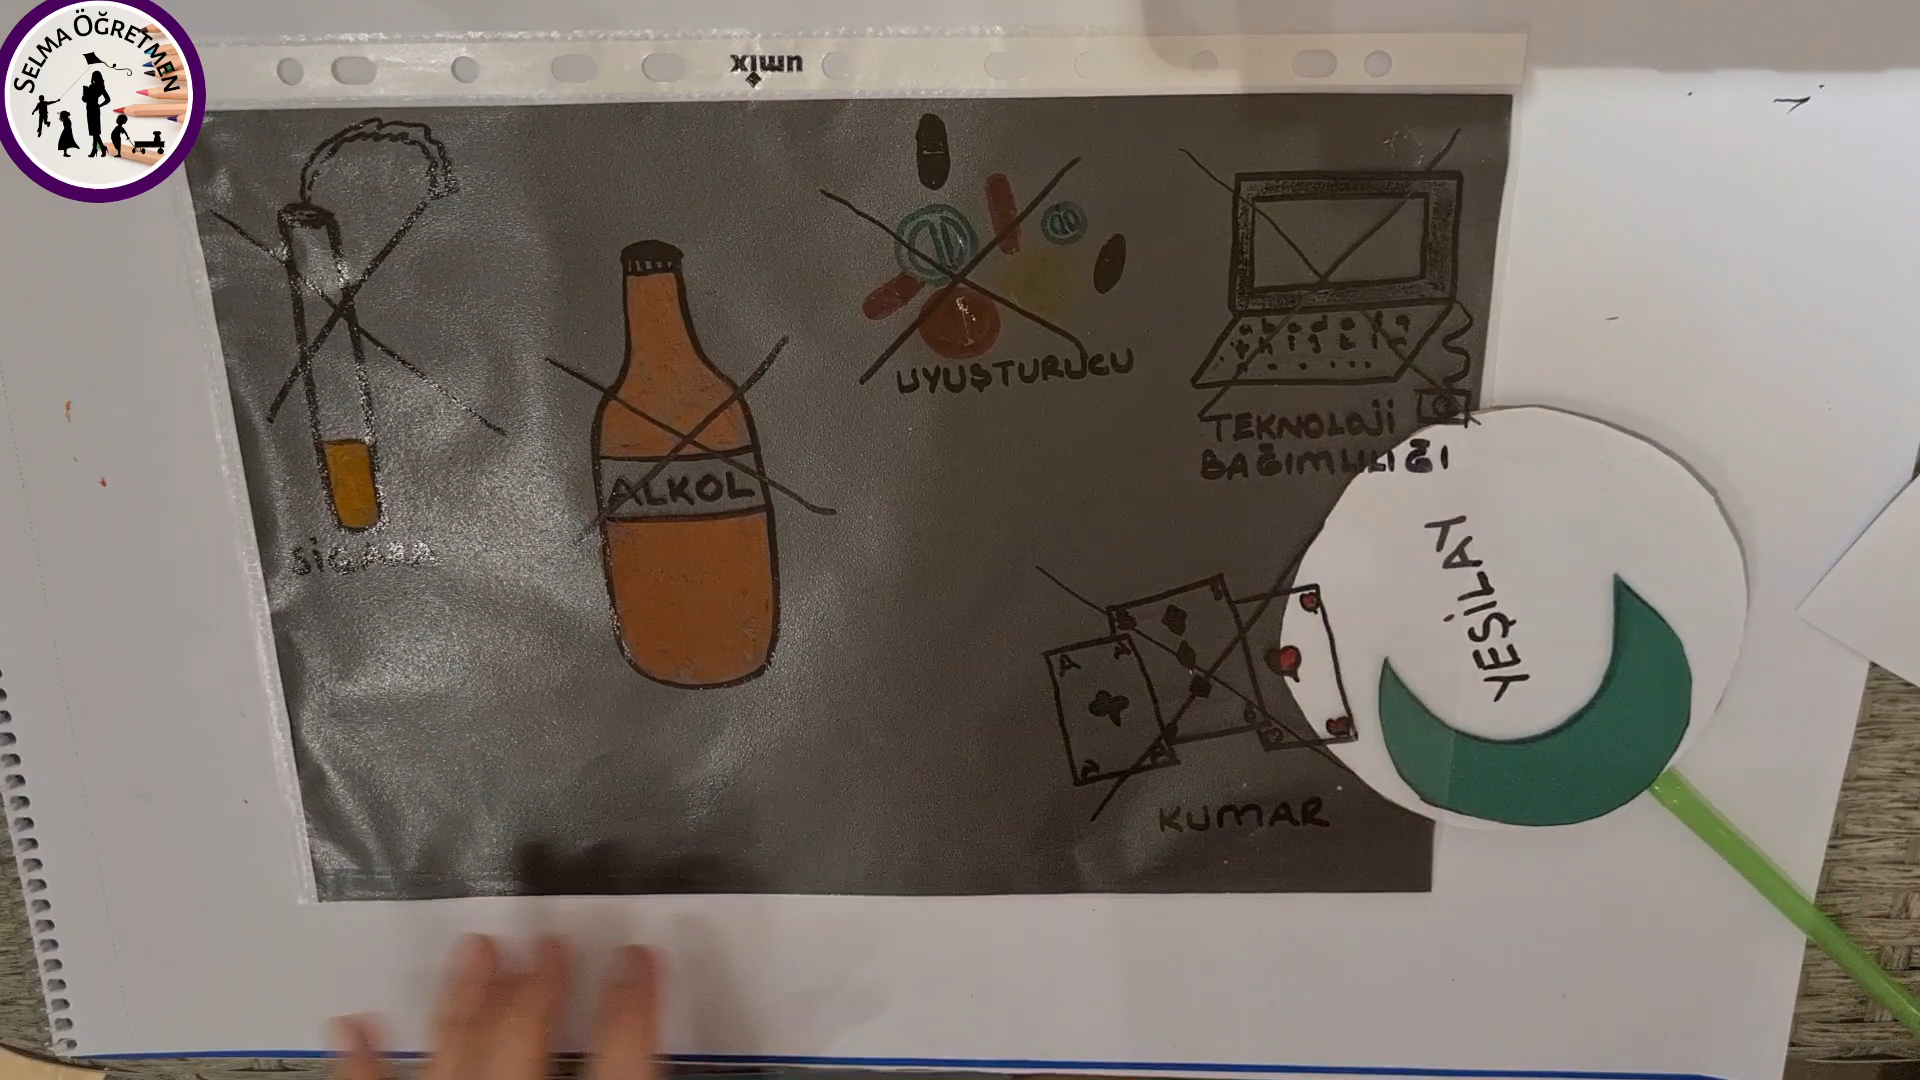 SELMA ÖĞRETMEN
umix
SİGARA
ALKOL
UYUŞTURUCU
TEKNOLOJİ
BAĞIMLILIĞI
YEŞİLAY
A
A
KUMAR